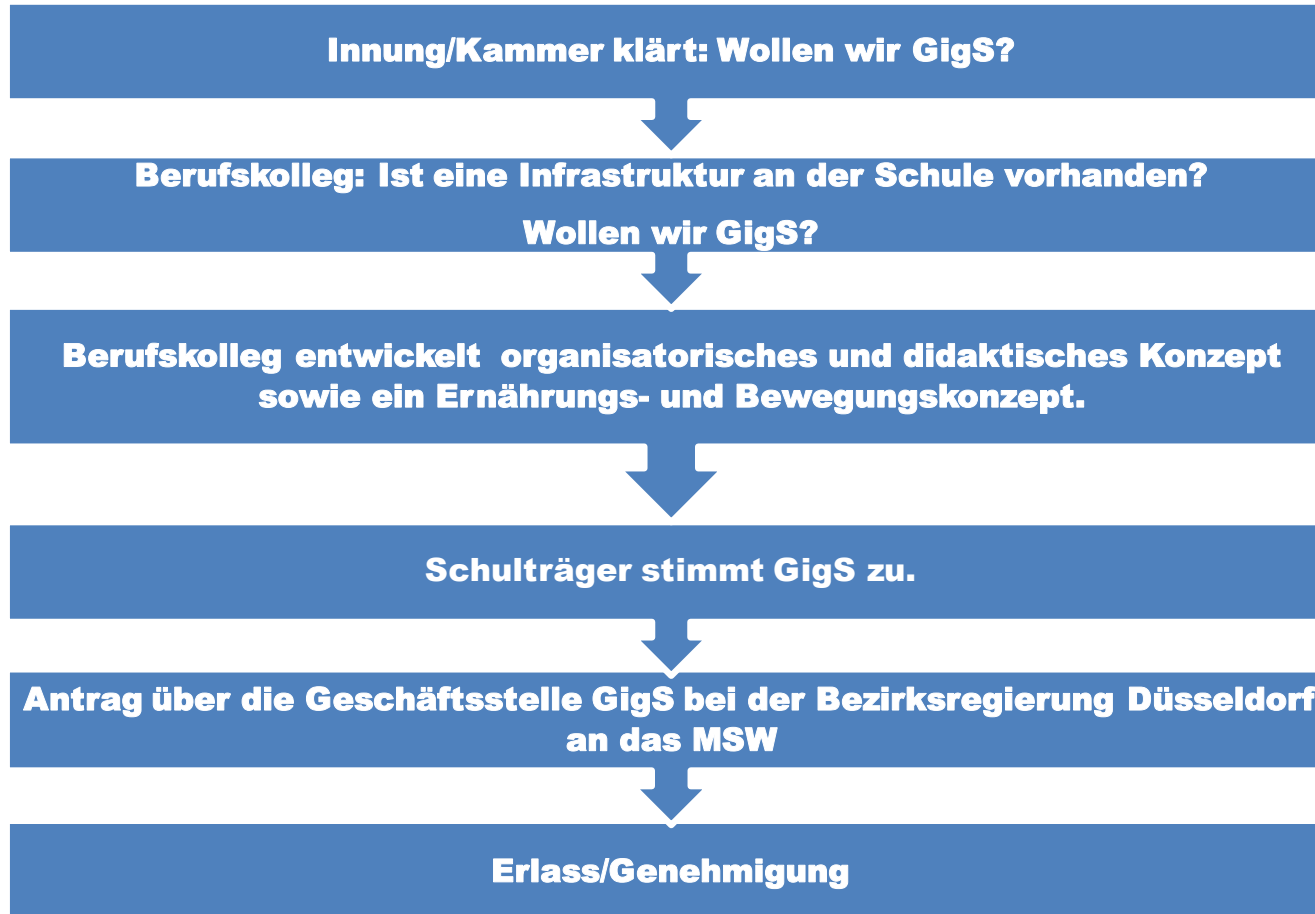 Innung/Kammer klärt: Wollen wir GigS?
Berufskolleg: Ist eine Infrastruktur an der Schule vorhanden?
Wollen wir GigS?
Berufskolleg entwickelt organisatorisches und didaktisches Konzept
sowie ein Ernährungs- und Bewegungskonzept.
Schulträger stimmt GigS zu.
Antrag über die Geschäftsstelle GigS bei der Bezirksregierung Düsseldorf
an das MSW
Erlass/Genehmigung